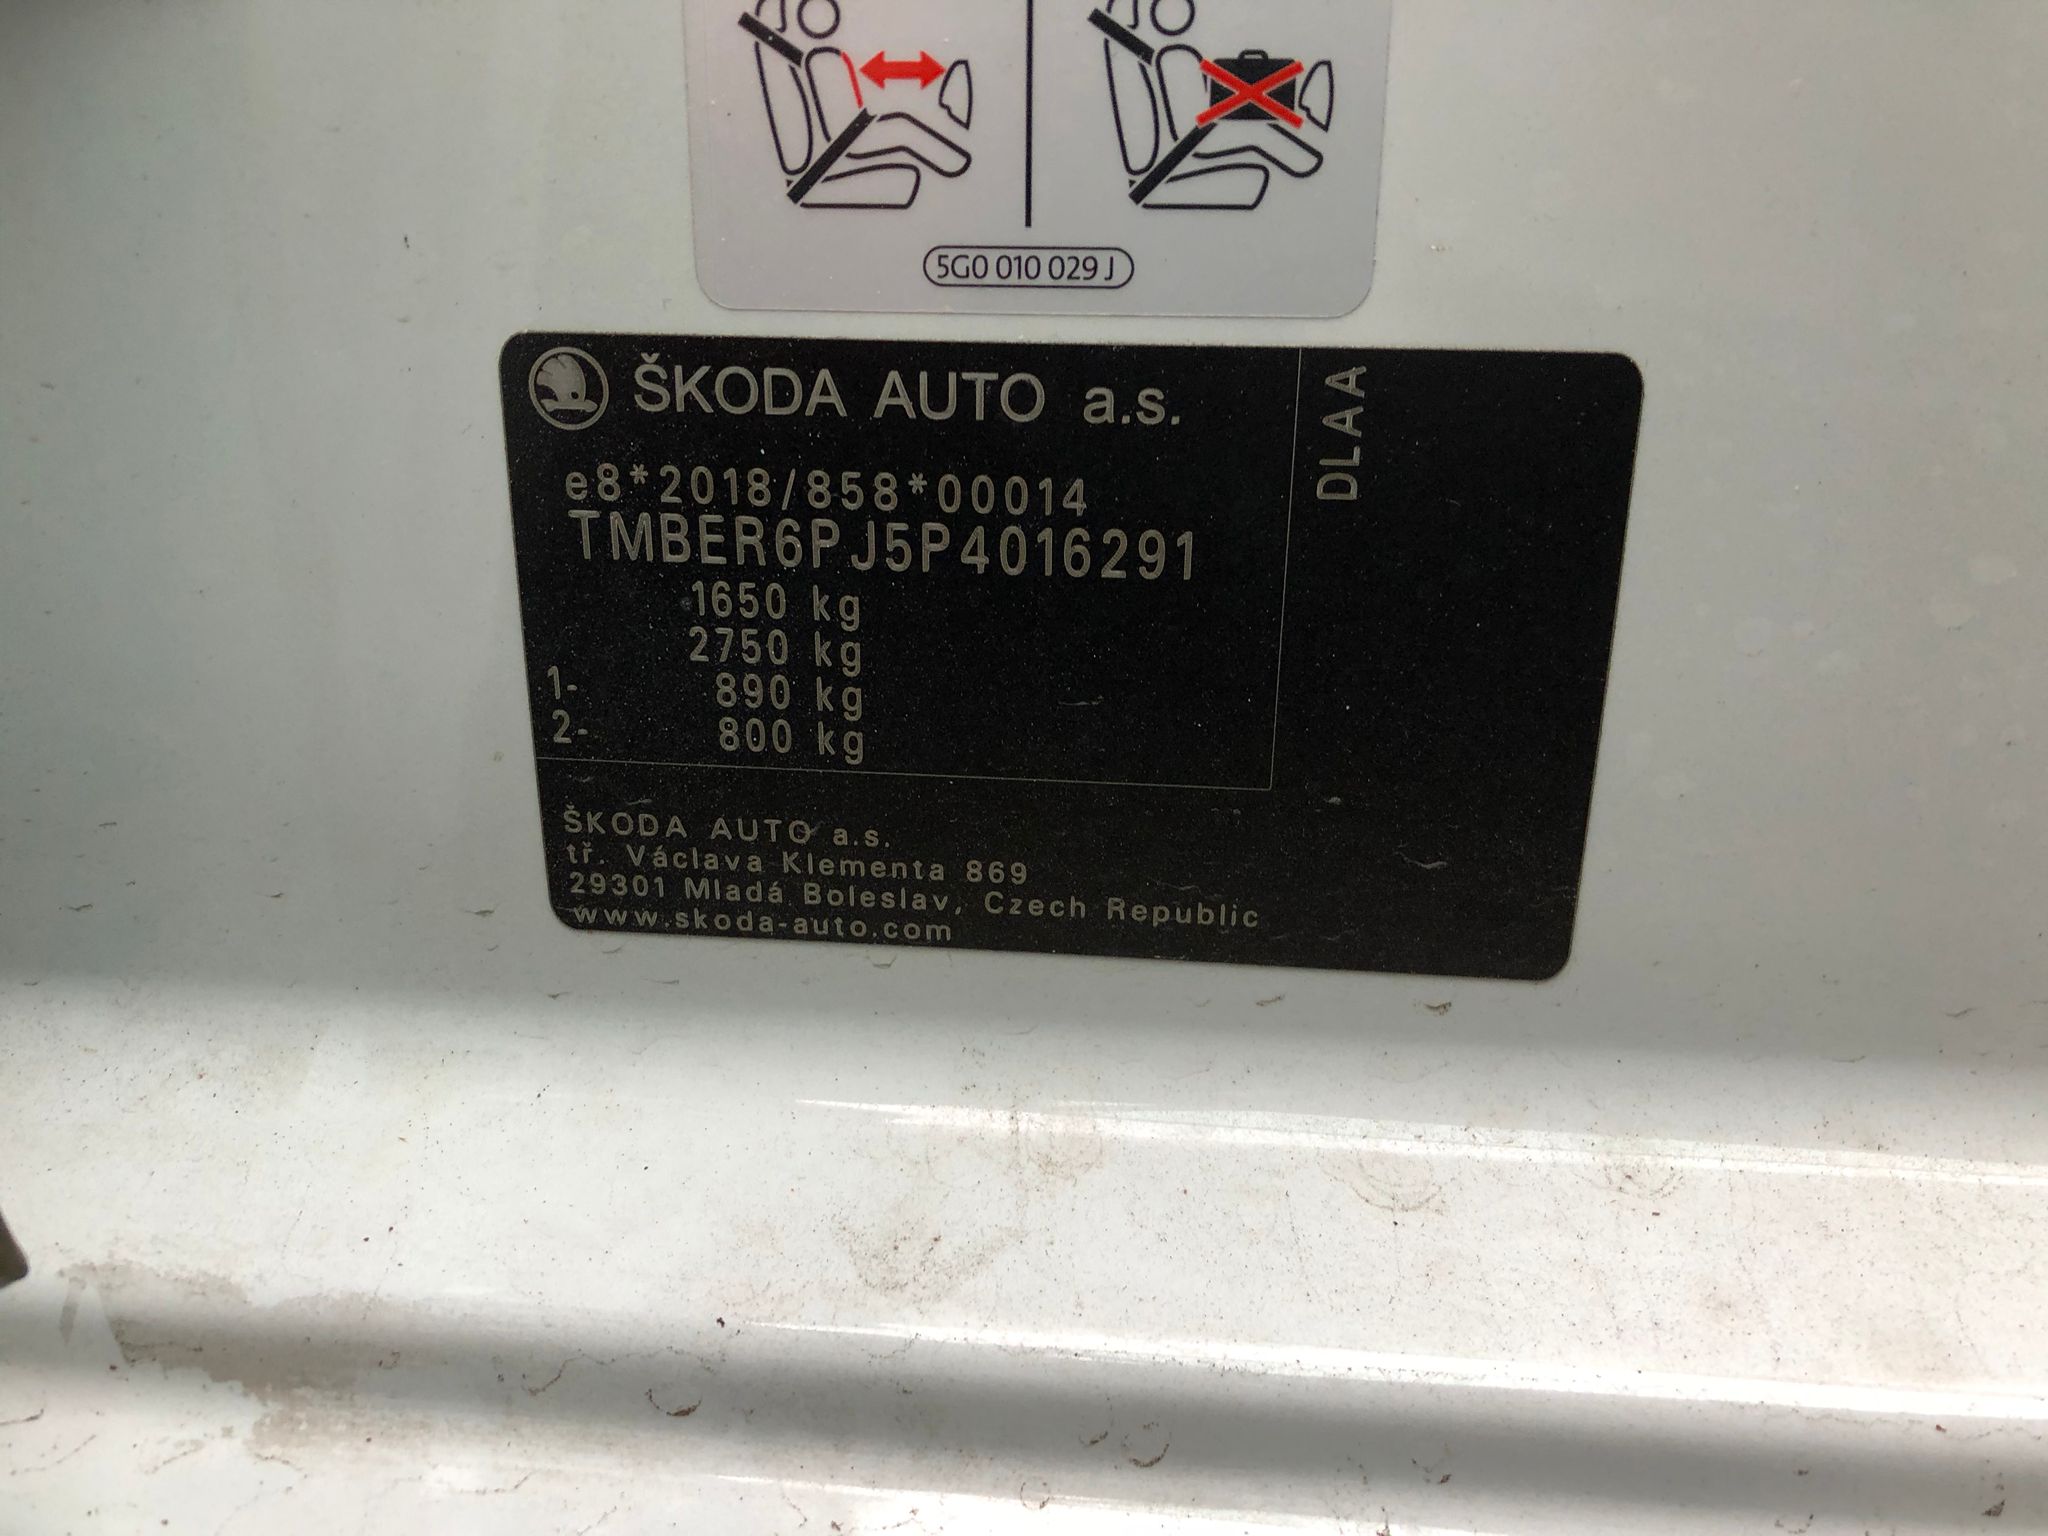 5G0 010 029 J
ŠKODA AUTO a.s.
DLAA
e8*2018/858*00014
TMBER6PJ5P4016291
1650 kg
2750 kg
1- 890 kg
2- 800 kg
ŠKODA AUTO a.s.
tř. Václava Klementa 869
29301 Mladá Boleslav, Czech Republic
www.skoda-auto.com